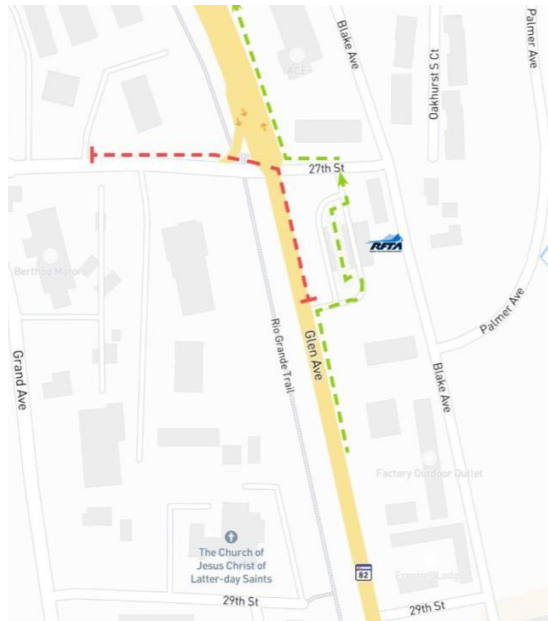 Blake Ave
Oakhurst S Ct
Palmer Ave
27th St
RFTA
Berthod Motors
Palmer Ave
Glen Ave
Rio Grande Trail
Grand Ave
Blake Ave
Factory Outdoor Outlet
The Church of
Jesus Christ of
Latter-day Saints
82
Frontier Lodge
29th St
29th St